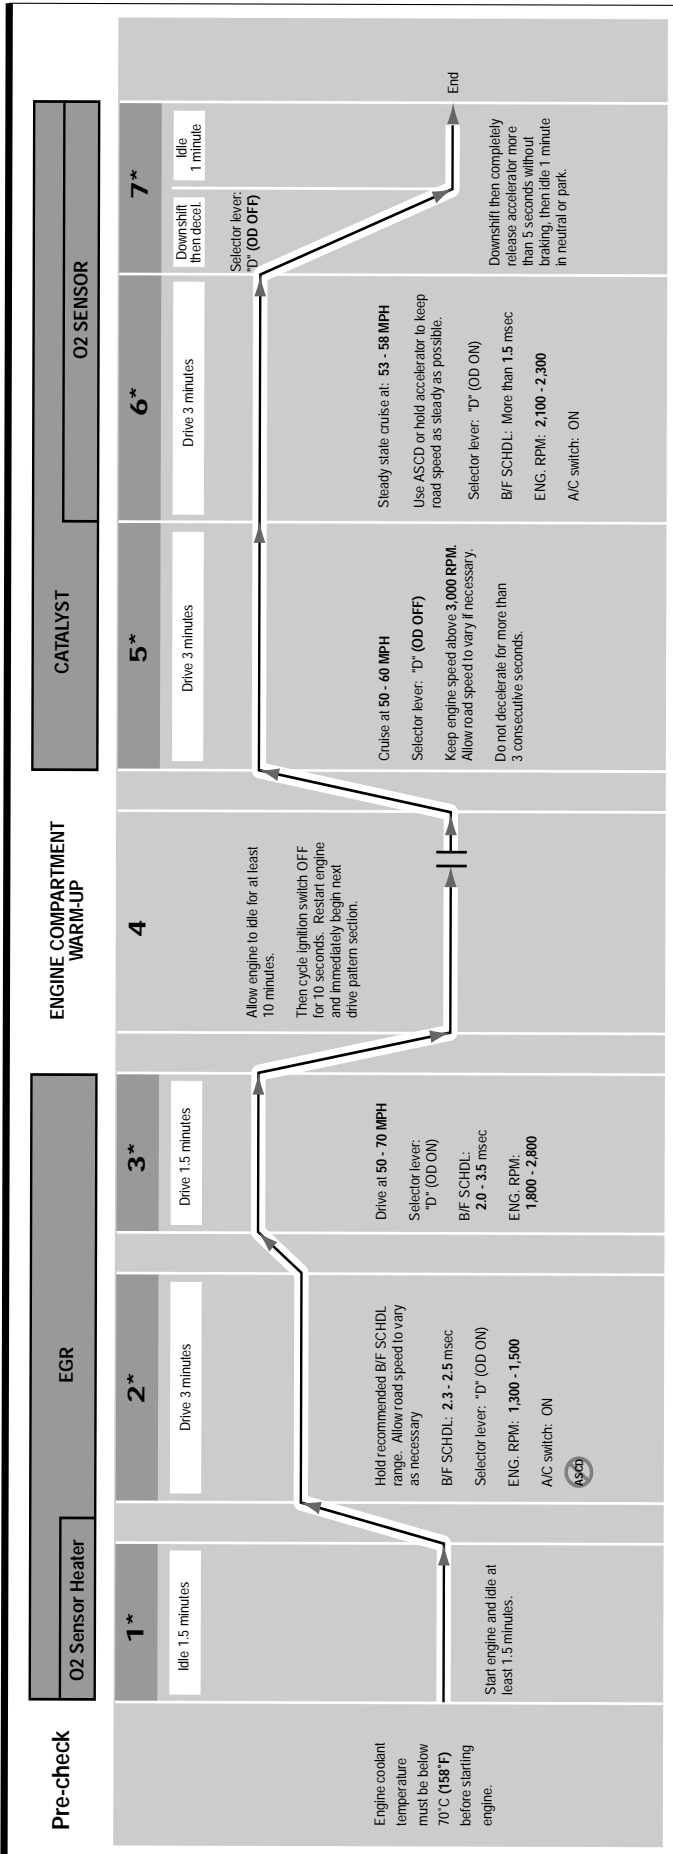 Pre-check
O2 Sensor Heater
EGR
ENGINE COMPARTMENT
WARM-UP
CATALYST
O2 SENSOR
Engine coolant
temperature
must be below
70˚C (158˚F)
before starting
engine.
1*
Idle 1.5 minutes
Start engine and idle at
least 1.5 minutes.
2*
Drive 3 minutes
Hold recommended B/F SCHDL
range. Allow road speed to vary
as necessary
B/F SCHDL: 2.3 - 2.5 msec
Selector lever: "D" (OD ON)
ENG. RPM: 1,300 - 1,500
A/C switch: ON
ASCD
3*
Drive 1.5 minutes
Drive at 50 - 70 MPH
Selector lever:
"D" (OD ON)
B/F SCHDL:
2.0 - 3.5 msec
ENG. RPM:
1,800 - 2,800
4
Allow engine to idle for at least
10 minutes.
Then cycle ignition switch OFF
for 10 seconds. Restart engine
and immediately begin next
drive pattern section.
5*
Drive 3 minutes
Cruise at 50 - 60 MPH
Selector lever: "D" (OD OFF)
Keep engine speed above 3,000 RPM.
Allow road speed to vary if necessary.
Do not decelerate for more than
3 consecutive seconds.
6*
Drive 3 minutes
Steady state cruise at: 53 - 58 MPH
Use ASCD or hold accelerator to keep
road speed as steady as possible.
Selector lever: "D" (OD ON)
B/F SCHDL: More than 1.5 msec
ENG. RPM: 2,100 - 2,300
A/C switch: ON
7*
Downshift
then decel.
Idle
1 minute
Selector lever:
"D" (OD OFF)
End
Downshift then completely
release accelerator more
than 5 seconds without
braking, then idle 1 minute
in neutral or park.